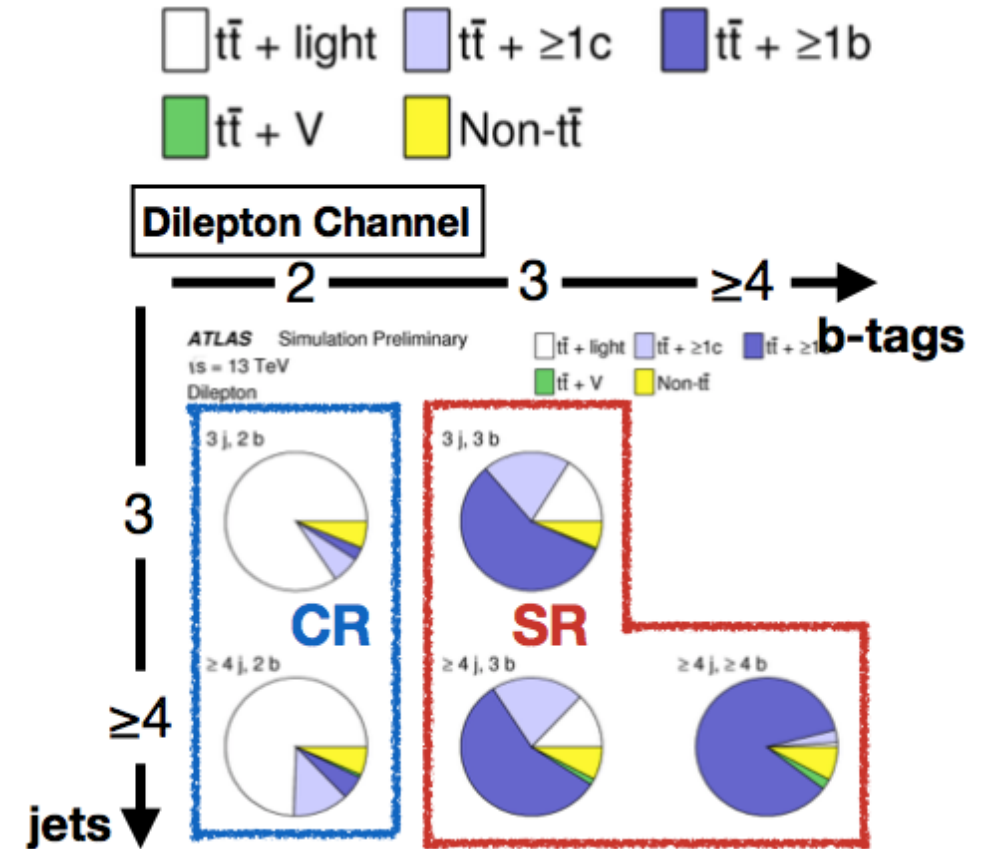 tt̄ + light tt̄ + ≥1c tt̄ + ≥1b
tt̄ + V Non-tt̄
Dilepton Channel
2 3 ≥4
b-tags
ATLAS Simulation Preliminary
√s = 13 TeV
Dilepton
tt̄ + light tt̄ + ≥1c tt̄ + ≥1
tt̄ + V Non-tt̄
3 j, 2 b 3 j, 3 b
3
CR SR
≥ 4 j, 2 b ≥ 4 j, 3 b ≥ 4 j, ≥ 4 b
≥4
jets